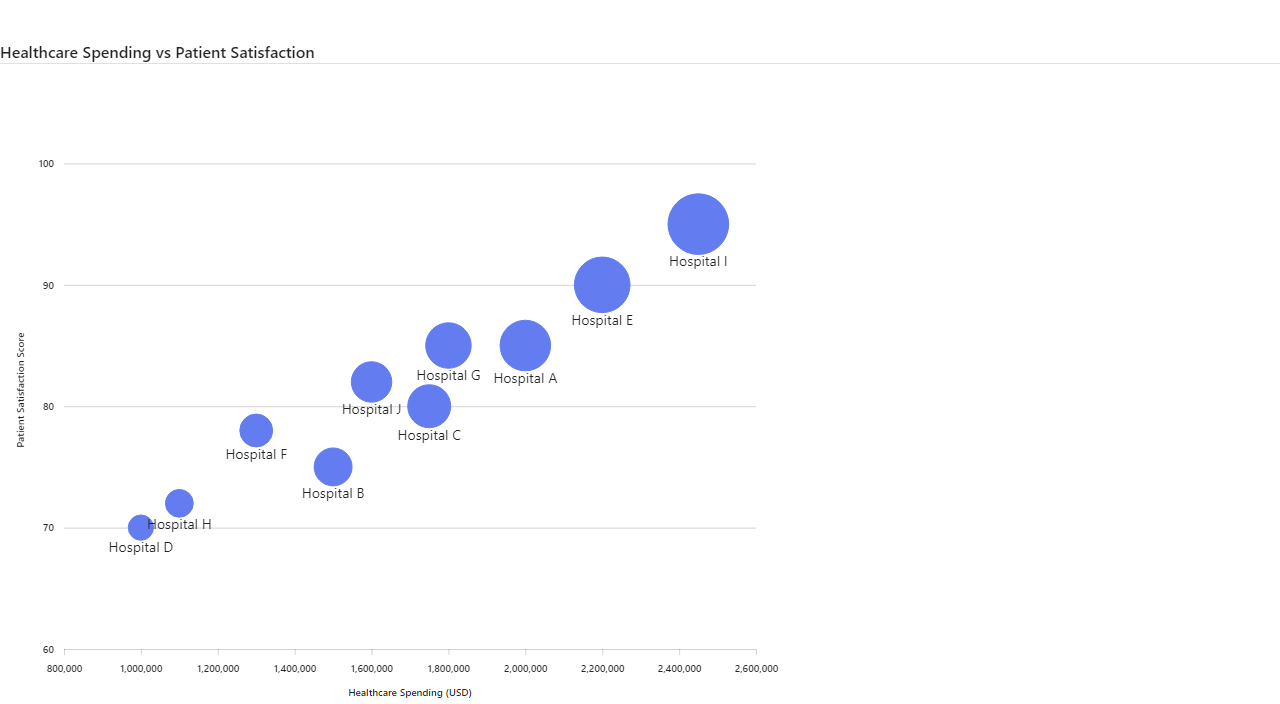 Healthcare Spending vs Patient Satisfaction
100
90
80
70
60
Patient Satisfaction Score
Hospital I
Hospital E
Hospital G
Hospital A
Hospital J
Hospital C
Hospital F
Hospital B
Hospital H
Hospital D
800,000
1,000,000
1,200,000
1,400,000
1,600,000
1,800,000
2,000,000
2,200,000
2,400,000
2,600,000
Healthcare Spending (USD)